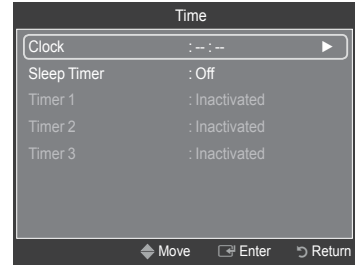 Time
Clock : -- : --
Sleep Timer : Off
Timer 1 : Inactivated
Timer 2 : Inactivated
Timer 3 : Inactivated
Move Enter Return